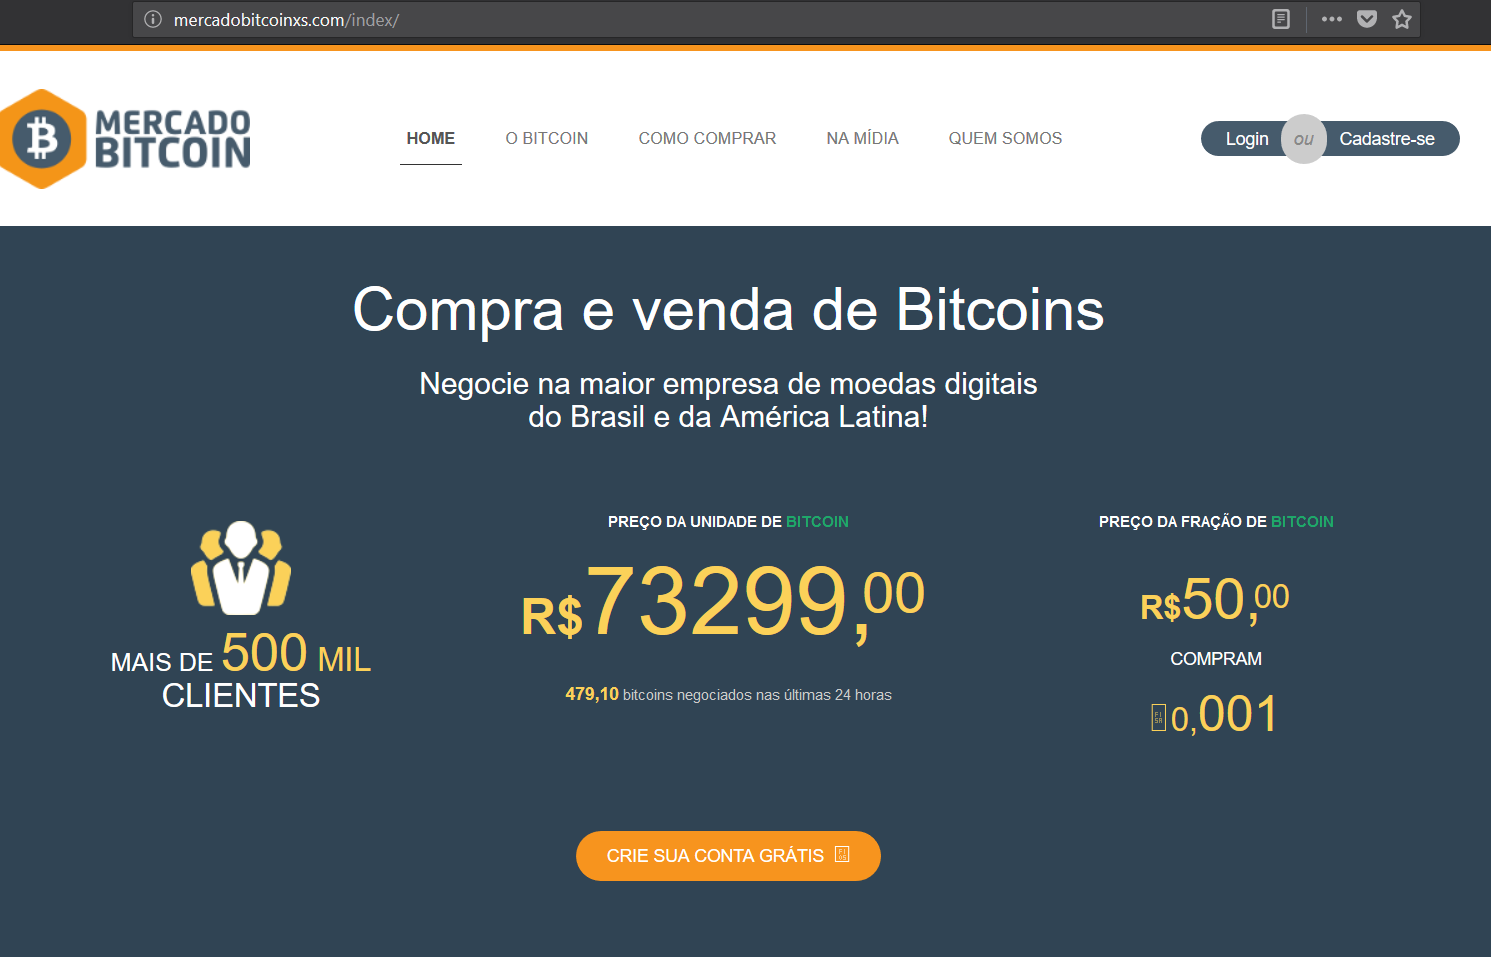 mercadobitcoinxs.com/index/
MERCADO
BITCOIN
HOME
O BITCOIN
COMO COMPRAR
NA MÍDIA
QUEM SOMOS
Login ou Cadastre-se
Compra e venda de Bitcoins
Negocie na maior empresa de moedas digitais
do Brasil e da América Latina!
MAIS DE 500 MIL
CLIENTES
PREÇO DA UNIDADE DE BITCOIN
R$73299,00
479,10 bitcoins negociados nas últimas 24 horas
PREÇO DA FRAÇÃO DE BITCOIN
R$50,00
COMPRAM
0,001
CRIE SUA CONTA GRÁTIS